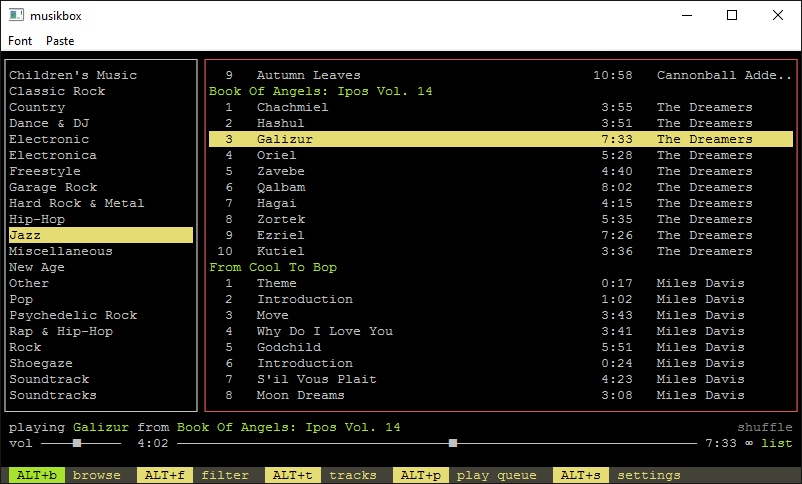 musikbox
Font Paste
Children's Music
Classic Rock
Country
Dance & DJ
Electronic
Electronica
Freestyle
Garage Rock
Hard Rock & Metal
Hip-Hop
Jazz
Miscellaneous
New Age
Other
Pop
Psychedelic Rock
Rap & Hip-Hop
Rock
Shoegaze
Soundtrack
Soundtracks
9 Autumn Leaves 10:58 Cannonball Adde..
Book Of Angels: Ipos Vol. 14
1 Chachmiel 3:55 The Dreamers
2 Hashul 3:51 The Dreamers
3 Galizur 7:33 The Dreamers
4 Oriel 5:28 The Dreamers
5 Zavebe 4:40 The Dreamers
6 Qalbam 8:02 The Dreamers
7 Hagai 4:15 The Dreamers
8 Zortek 5:35 The Dreamers
9 Ezriel 7:26 The Dreamers
10 Kutiel 3:36 The Dreamers
From Cool To Bop
1 Theme 0:17 Miles Davis
2 Introduction 1:02 Miles Davis
3 Move 3:43 Miles Davis
4 Why Do I Love You 3:41 Miles Davis
5 Godchild 5:51 Miles Davis
6 Introduction 0:24 Miles Davis
7 S'il Vous Plait 4:23 Miles Davis
8 Moon Dreams 3:08 Miles Davis
playing Galizur from Book Of Angels: Ipos Vol. 14 shuffle
vol 4:02 7:33 ∞ list
ALT+b browse ALT+f filter ALT+t tracks ALT+p play queue ALT+s settings